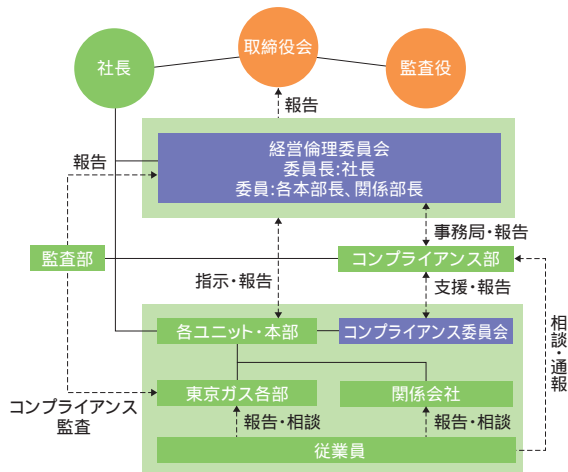 社長
取締役会
監査役
報告
経営倫理委員会
委員長:社長
委員:各本部長、関係部長
報告
事務局・報告
監査部
コンプライアンス部
指示・報告
支援・報告
各ユニット・本部
コンプライアンス委員会
相談・通報
東京ガス各部
関係会社
コンプライアンス
監査
報告・相談
報告・相談
従業員